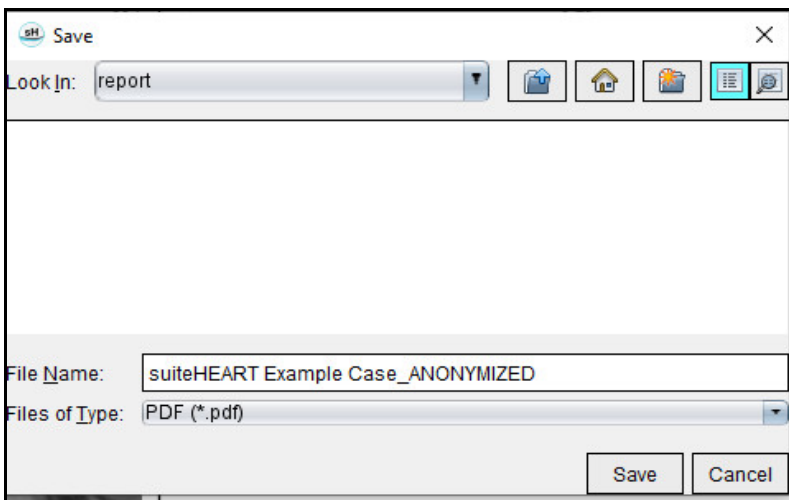 sH Save
Look In: report
File Name: suiteHEART Example Case_ANONYMIZED
Files of Type: PDF (*.pdf)
Save Cancel